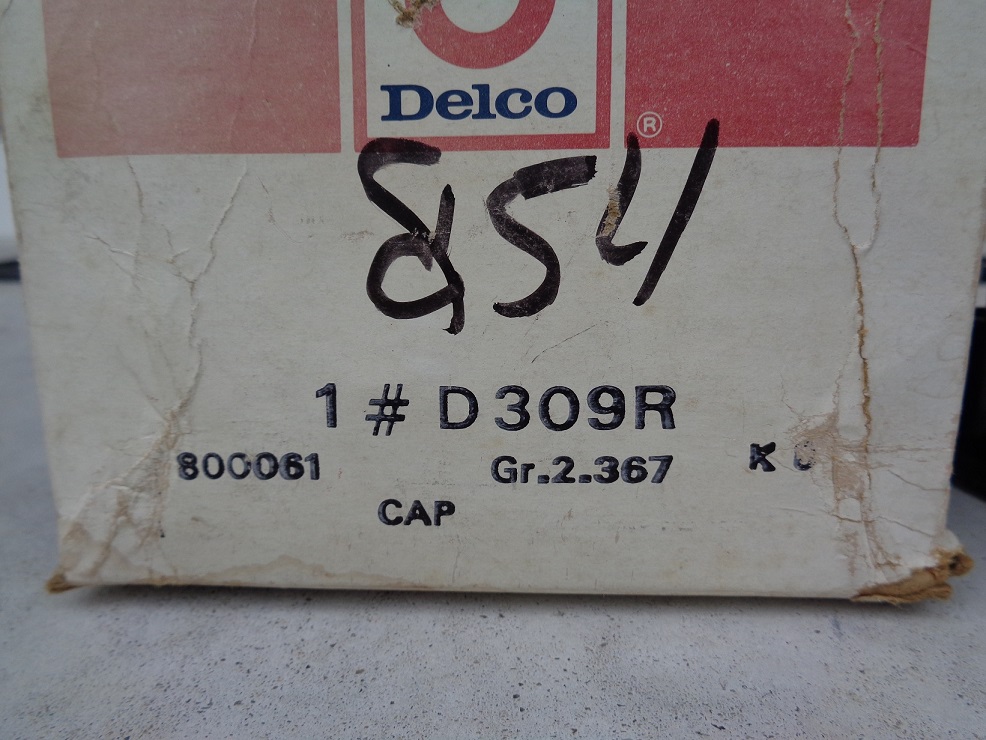 Delco
®
854
1 # D309R
800061 Gr.2.367 K
CAP